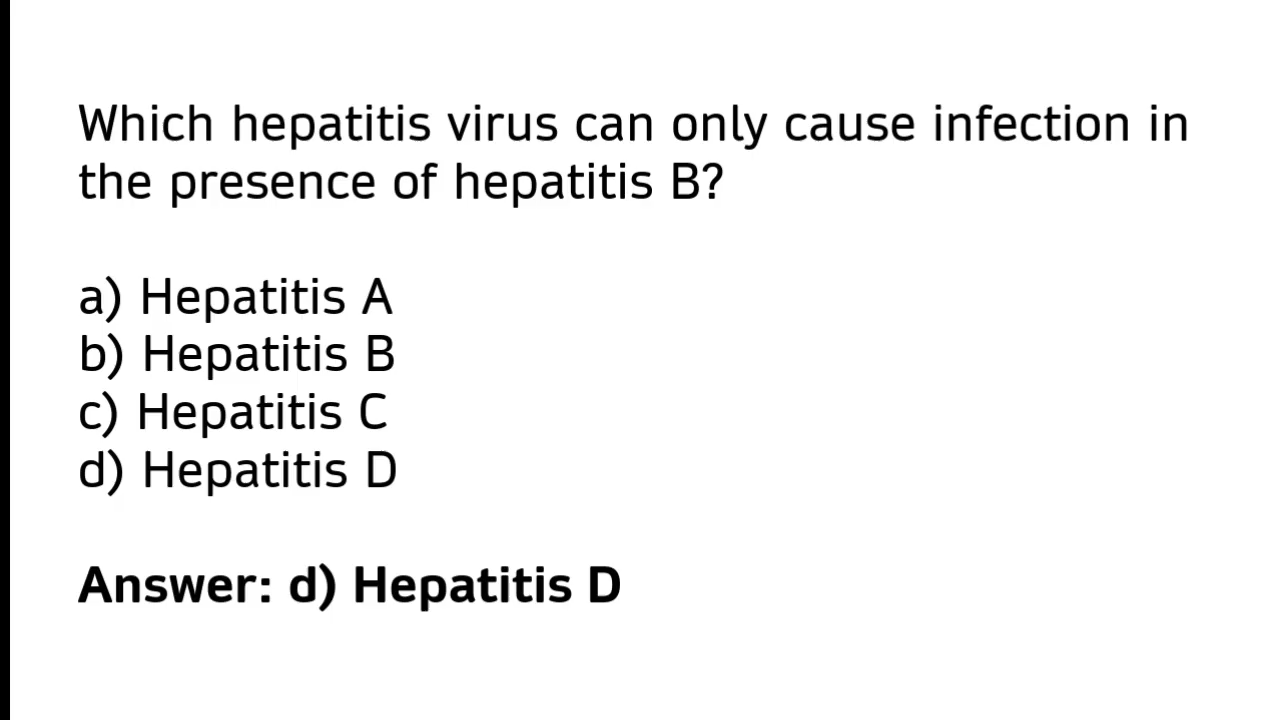 Which hepatitis virus can only cause infection in
the presence of hepatitis B?
a) Hepatitis A
b) Hepatitis B
c) Hepatitis C
d) Hepatitis D
Answer: d) Hepatitis D